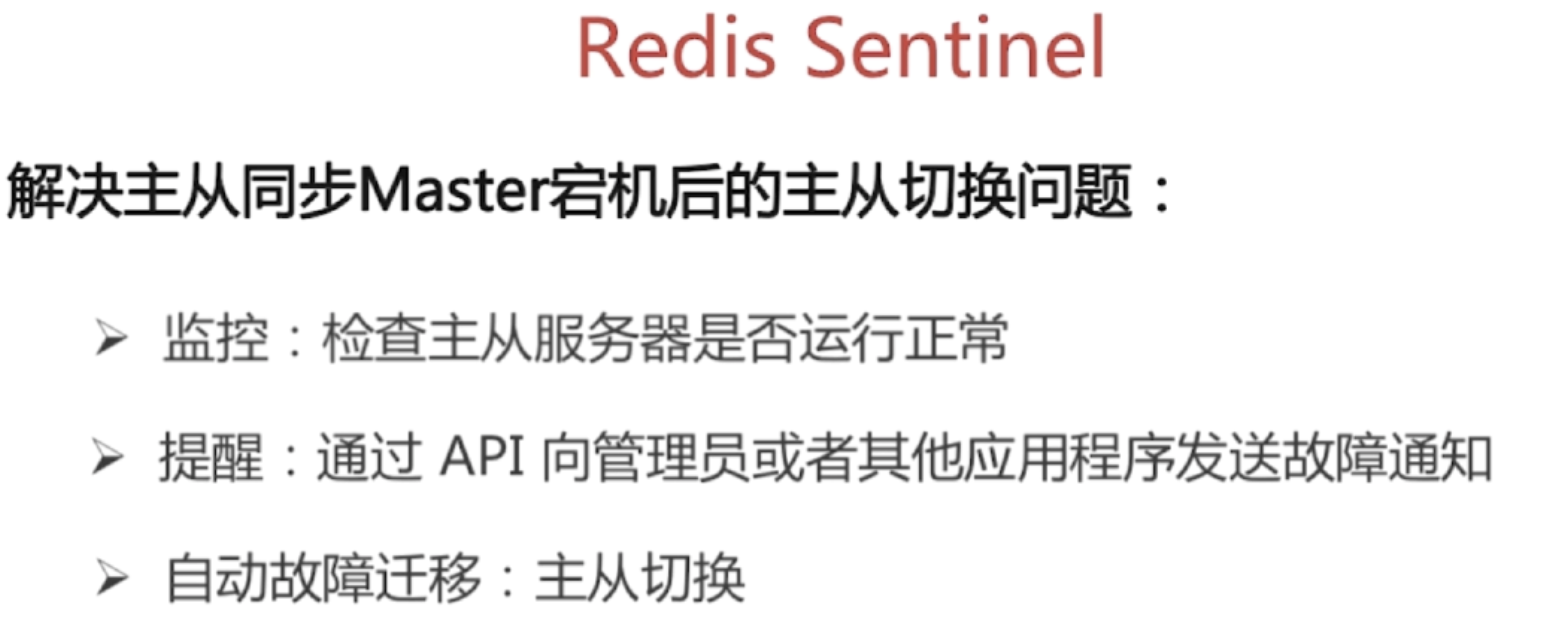 Redis Sentinel
解决主从同步Master宕机后的主从切换问题：
➢ 监控：检查主从服务器是否运行正常
➢ 提醒：通过 API 向管理员或者其他应用程序发送故障通知
➢ 自动故障迁移：主从切换